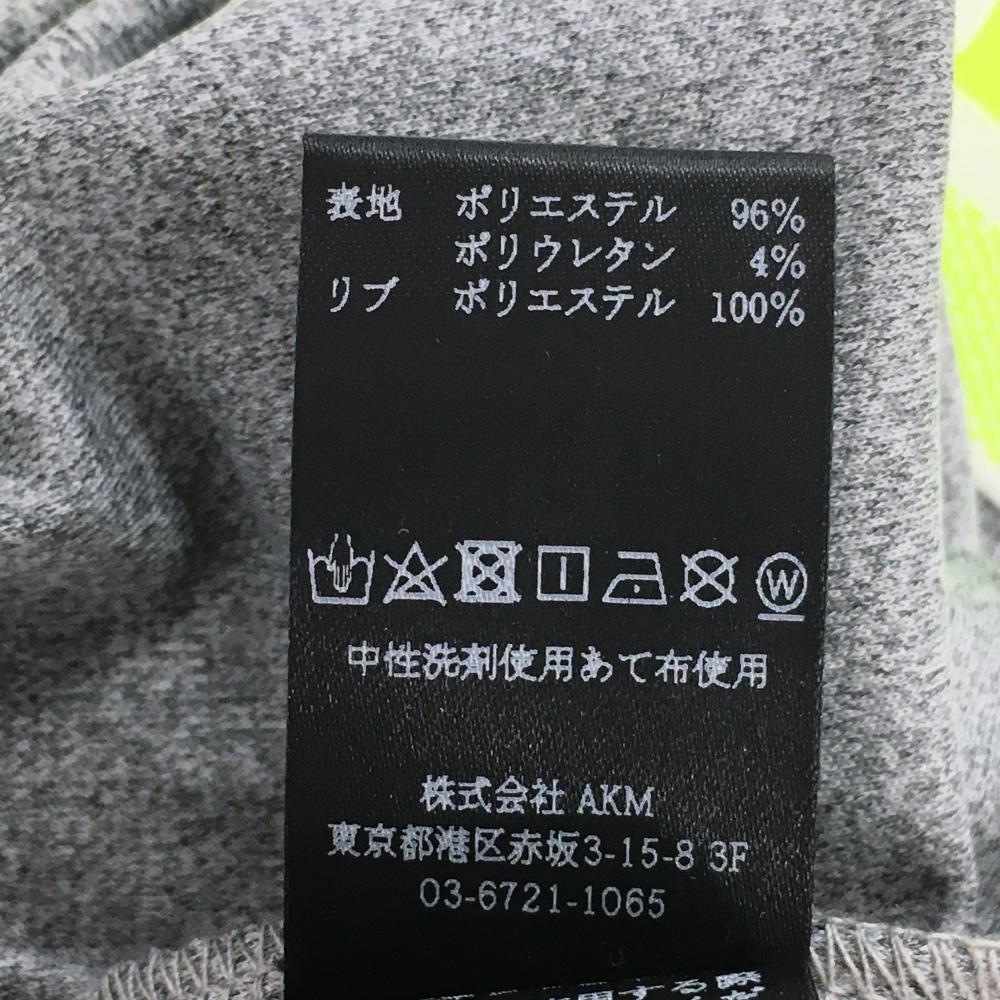 表地 ポリエステル 96%
ポリウレタン 4%
リブ ポリエステル 100%
W
中性洗剤使用あて布使用
株式会社 AKM
東京都港区赤坂3-15-8 3F
03-6721-1065